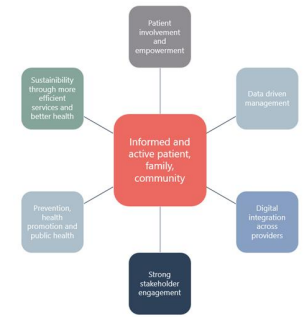 Patient
involvement
and
empowerment
Sustainibility
through more
efficient
services and
better health
Data driven
management
Informed and
active patient,
family,
community
Prevention,
health
promotion and
public health
Digital
integration
across
providers
Strong
stakeholder
engagement